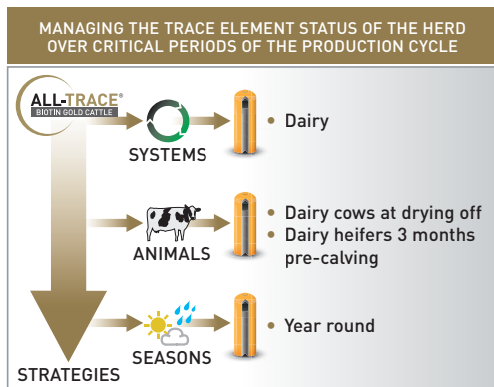 MANAGING THE TRACE ELEMENT STATUS OF THE HERD
OVER CRITICAL PERIODS OF THE PRODUCTION CYCLE
ALL-TRACE®
BIOTIN GOLD CATTLE
SYSTEMS
• Dairy
ANIMALS
• Dairy cows at drying off
• Dairy heifers 3 months
pre-calving
SEASONS
• Year round
STRATEGIES